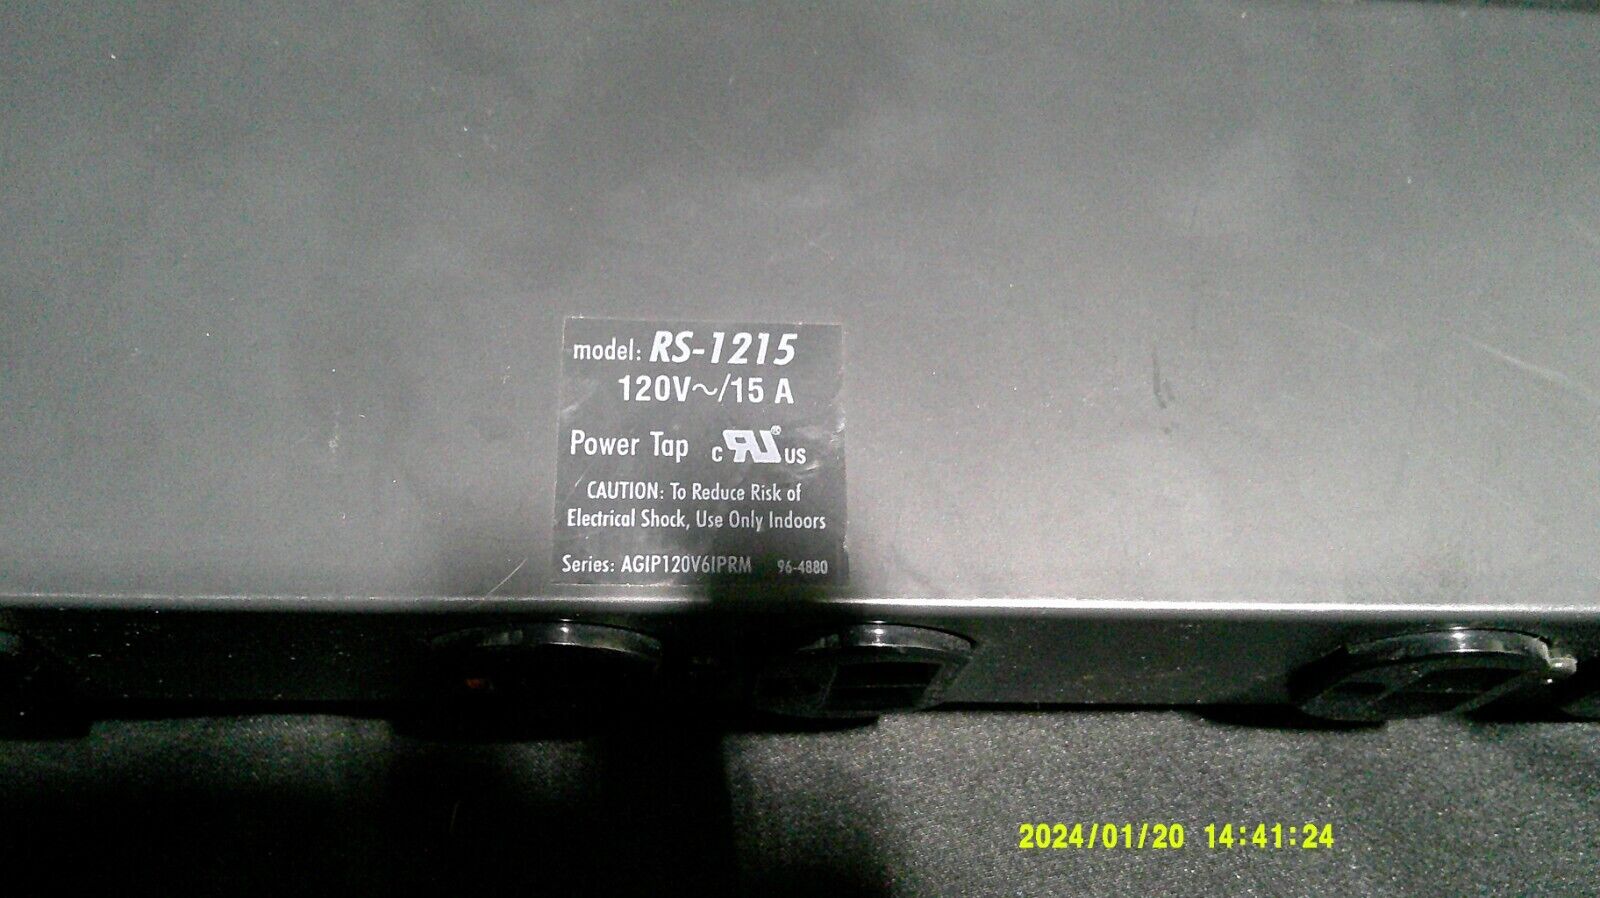 model: RS-1215
120V~/15 A
Power Tap c RU® US
CAUTION: To Reduce Risk of
Electrical Shock, Use Only Indoors
Series: AGIP120V6IPRM 96-4880
2024/01/20 14:41:24